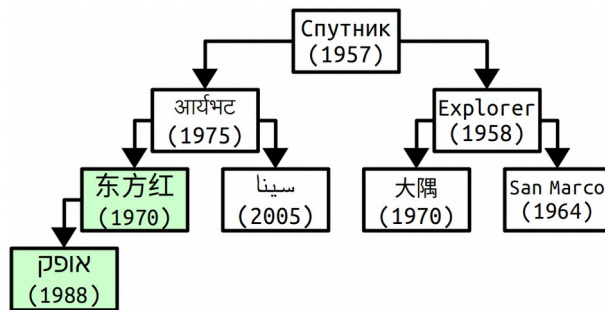 Спутник
(1957)
आर्यभट
(1975)
Explorer
(1958)
东方红
(1970)
سينا
(2005)
大隅
(1970)
San Marco
(1964)
אופק
(1988)